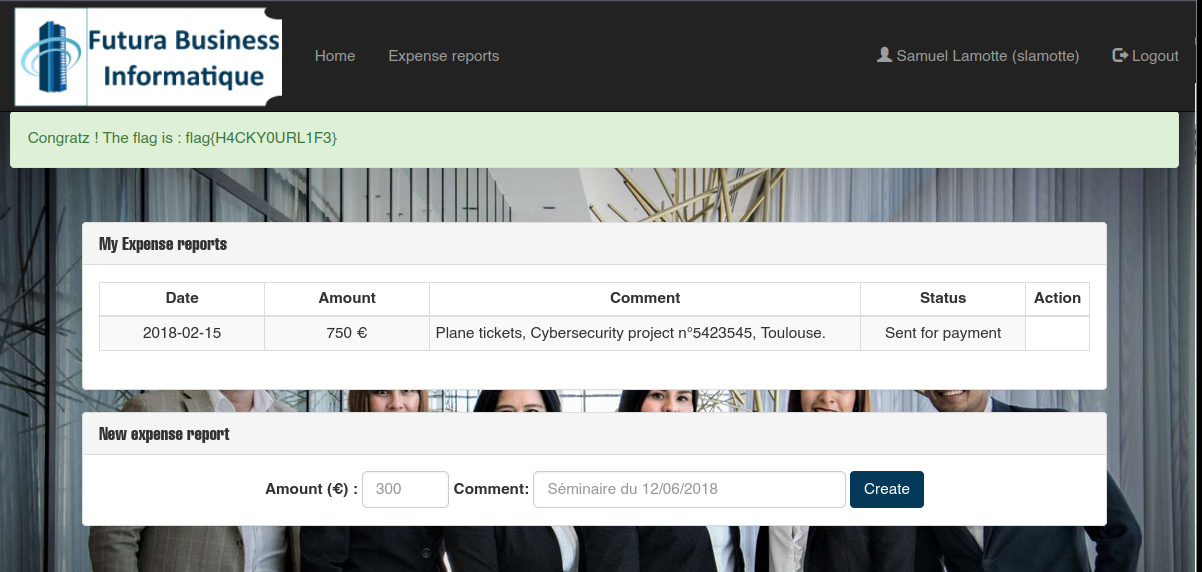 Futura Business
Informatique
Home Expense reports Samuel Lamotte (slamotte) Logout
Congratz ! The flag is : flag{H4CKY0URL1F3}
My Expense reports
Date Amount Comment Status Action
2018-02-15 750 € Plane tickets, Cybersecurity project n°5423545, Toulouse. Sent for payment
New expense report
Amount (€) : 300 Comment: Séminaire du 12/06/2018 Create